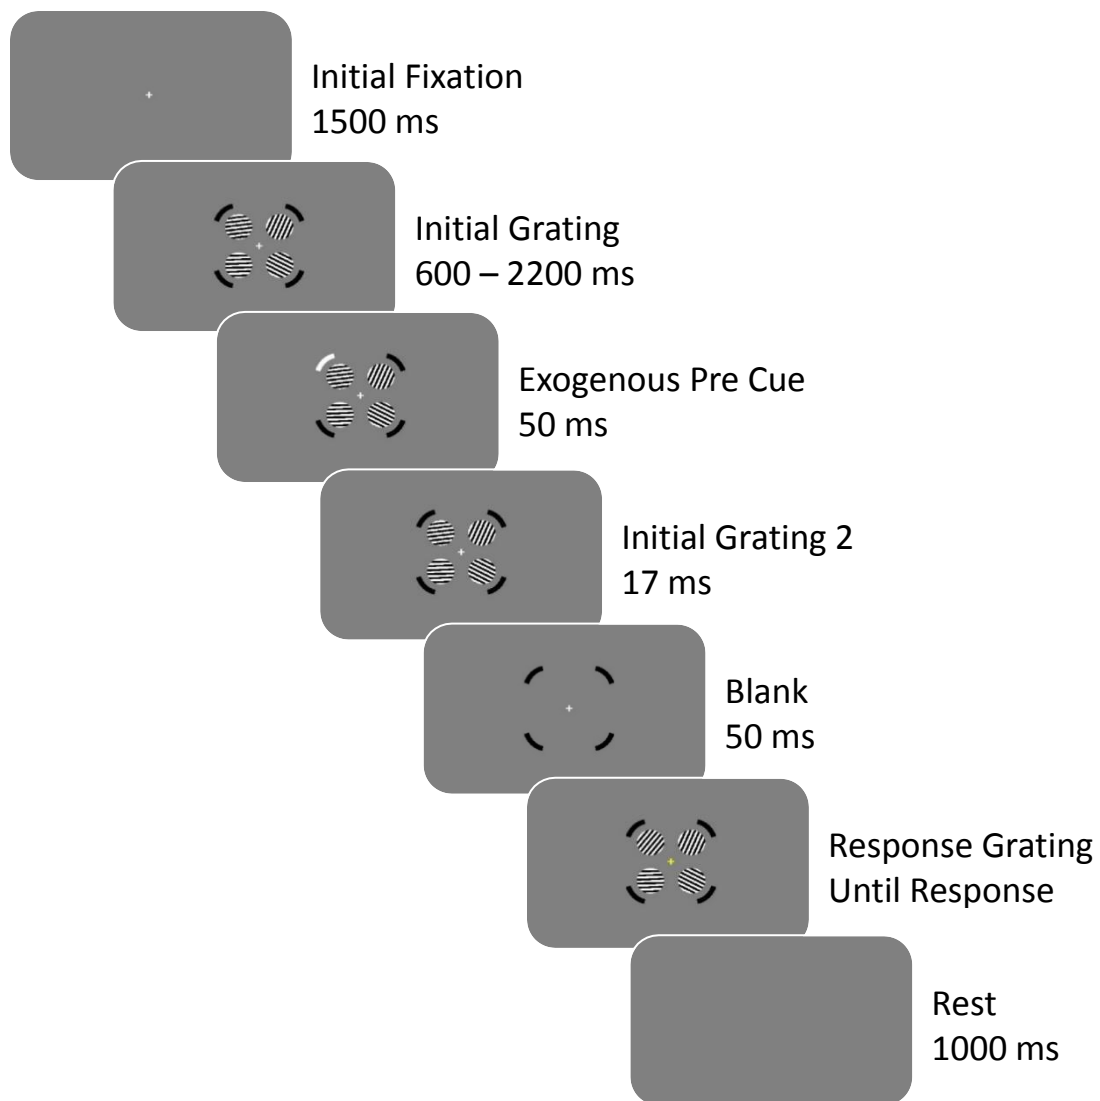 Initial Fixation
1500 ms
Initial Grating
600 – 2200 ms
Exogenous Pre Cue
50 ms
Initial Grating 2
17 ms
Blank
50 ms
Response Grating
Until Response
Rest
1000 ms